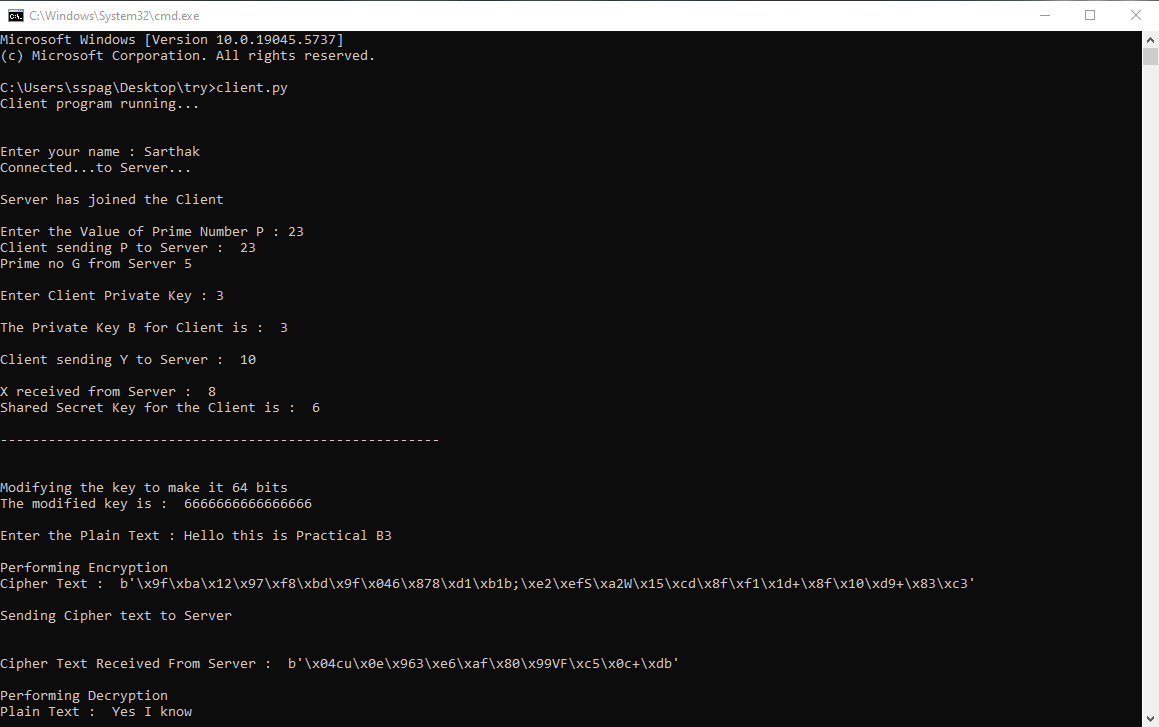 C:\Windows\System32\cmd.exe
Microsoft Windows [Version 10.0.19045.5737]
(c) Microsoft Corporation. All rights reserved.
C:\Users\sspag\Desktop\try>client.py
Client program running...
Enter your name : Sarthak
Connected...to Server...
Server has joined the Client
Enter the Value of Prime Number P : 23
Client sending P to Server :  23
Prime no G from Server 5
Enter Client Private Key : 3
The Private Key B for Client is :  3
Client sending Y to Server :  10
X received from Server :  8
Shared Secret Key for the Client is :  6
-------------------------------------------------------
Modifying the key to make it 64 bits
The modified key is :  6666666666666666
Enter the Plain Text : Hello this is Practical B3
Performing Encryption
Cipher Text :  b'\x9f\xba\x12\x97\xf8\xbd\x9f\x046\x878\xd1\xb1b;\xe2\xefS\xa2W\x15\xcd\x8f\xf1\x1d+\x8f\x10\xd9+\x83\xc3'
Sending Cipher text to Server
Cipher Text Received From Server :  b'\x04cu\x0e\x963\xe6\xaf\x80\x99VF\xc5\x0c+\xdb'
Performing Decryption
Plain Text :  Yes I know